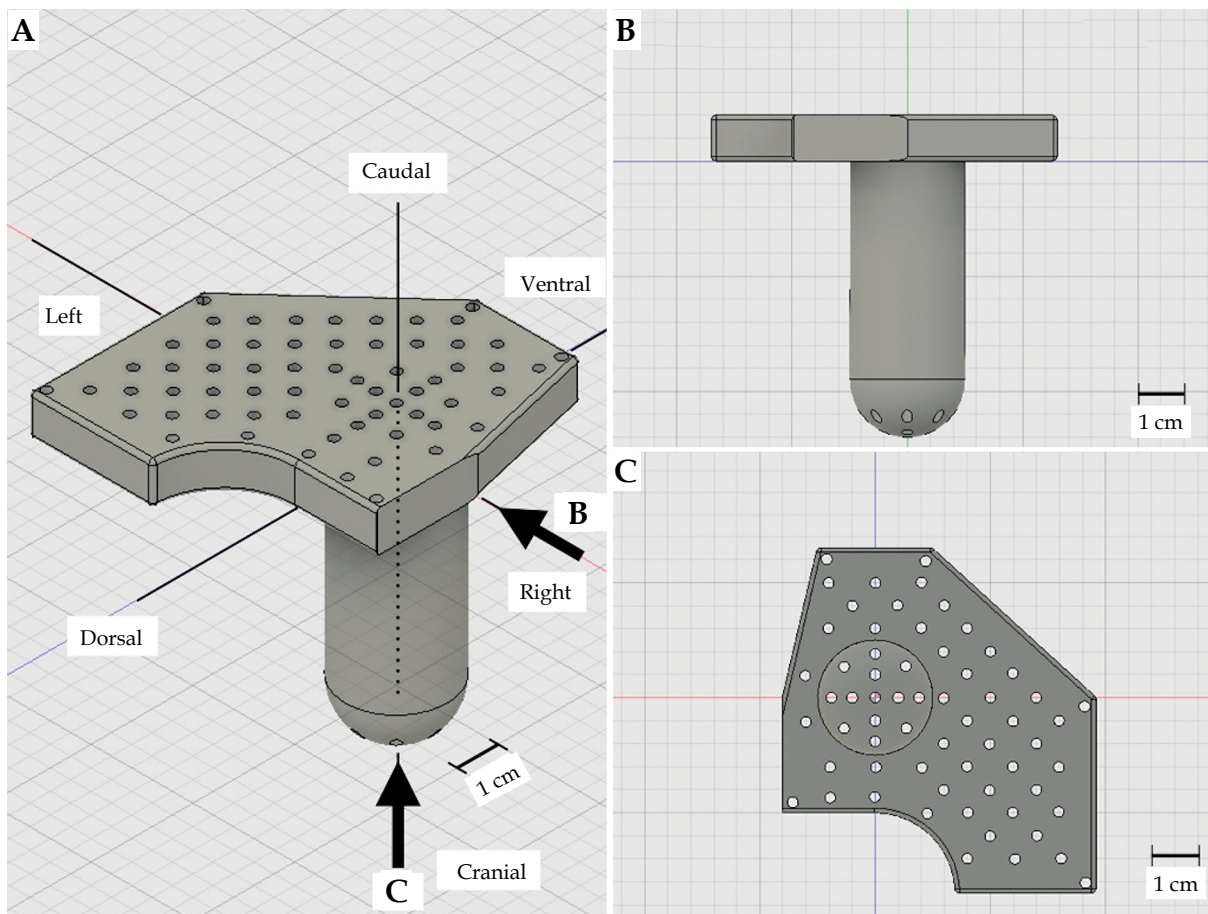 A
Caudal
Ventral
Left
B
Right
Dorsal
1 cm
Cranial
C
B
1 cm
C
1 cm